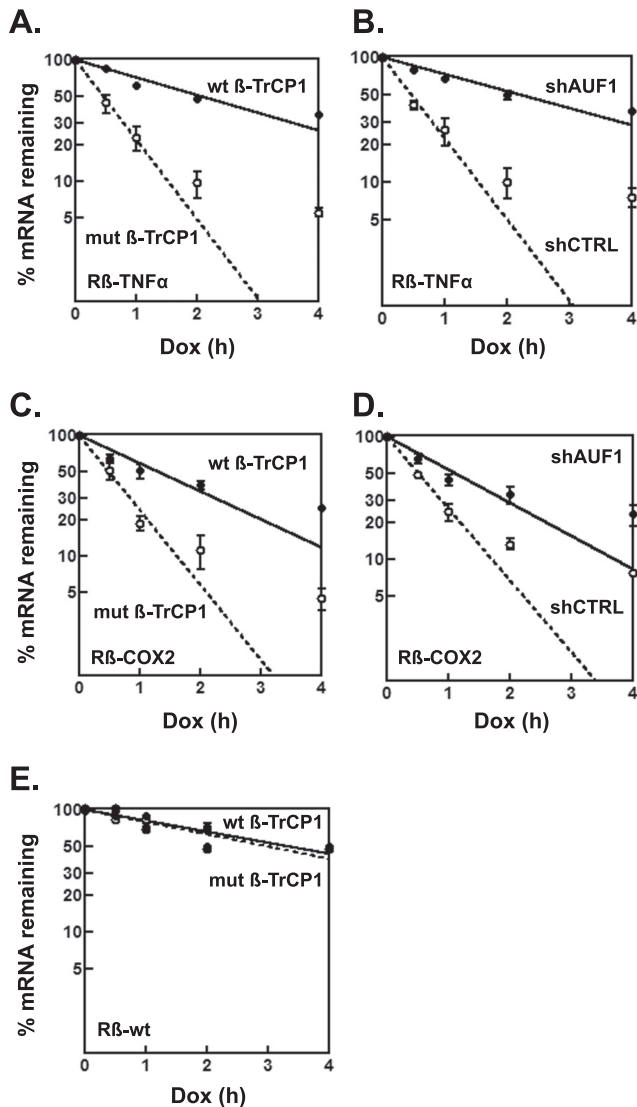 A.
% mRNA remaining
100
50
30
20
10
5
wt ß-TrCP1
mut ß-TrCP1
Rß-TNFα
0 1 2 3 4
Dox (h)
B.
% mRNA remaining
100
50
30
20
10
5
shAUF1
shCTRL
Rß-TNFα
0 1 2 3 4
Dox (h)
C.
% mRNA remaining
100
50
30
20
10
5
wt ß-TrCP1
mut ß-TrCP1
Rß-COX2
0 1 2 3 4
Dox (h)
D.
% mRNA remaining
100
50
30
20
10
5
shAUF1
shCTRL
Rß-COX2
0 1 2 3 4
Dox (h)
E.
% mRNA remaining
100
50
30
20
10
5
wt ß-TrCP1
mut ß-TrCP1
Rß-wt
0 1 2 3 4
Dox (h)